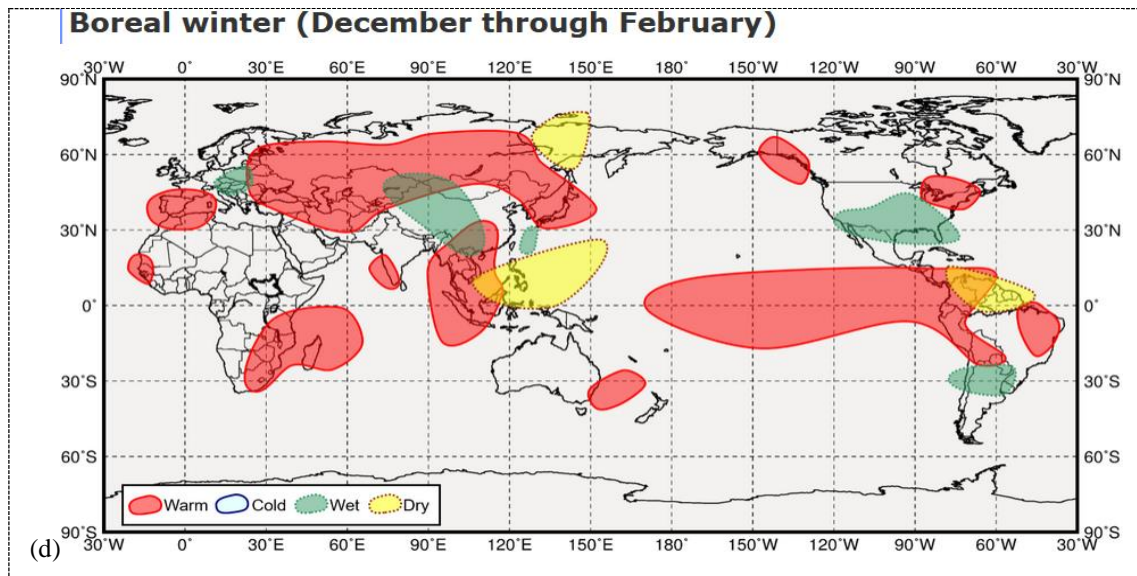 Boreal winter (December through February)
30˚W 0˚ 30˚E 60˚E 90˚E 120˚E 150˚E 180˚ 150˚W 120˚W 90˚W 60˚W 30˚W
90˚N 90˚N
60˚N 60˚N
30˚N 30˚N
0˚ 0˚
30˚S 30˚S
60˚S 60˚S
Warm Cold Wet Dry
90˚S 90˚S
30˚W 0˚ 30˚E 60˚E 90˚E 120˚E 150˚E 180˚ 150˚W 120˚W 90˚W 60˚W 30˚W
(d)